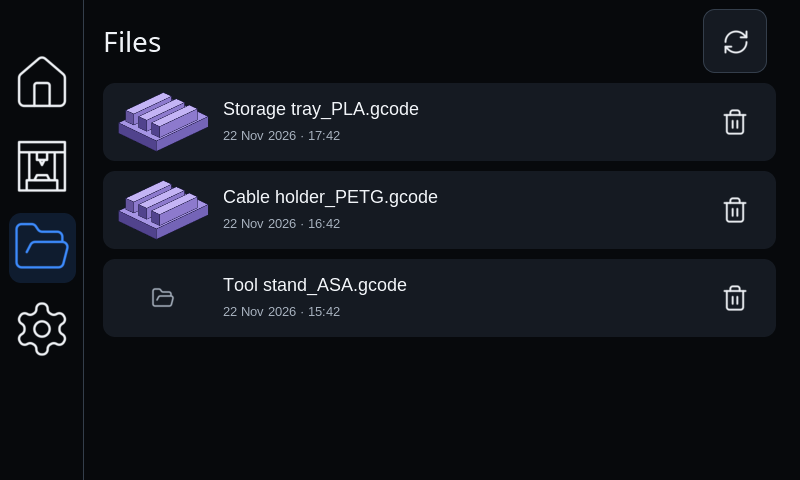 Files
Storage tray_PLA.gcode
22 Nov 2026 · 17:42
Cable holder_PETG.gcode
22 Nov 2026 · 16:42
Tool stand_ASA.gcode
22 Nov 2026 · 15:42